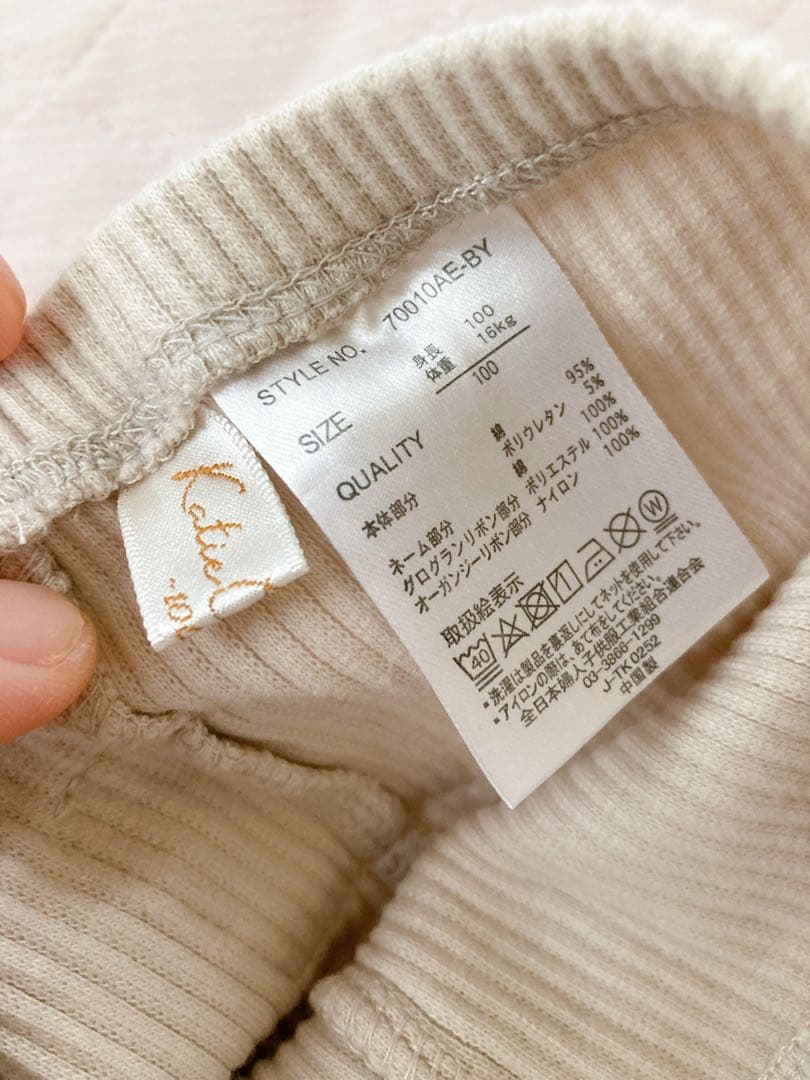 STYLE NO. 70010AE-BY
SIZE 身長 100
体重 16kg
100
QUALITY
本体部分 綿 95%
ポリウレタン 5%
ネーム部分 綿 100%
グログランリボン部分 ポリエステル 100%
オーガンジーリボン部分 ナイロン 100%
取扱絵表示
40 W
*洗濯は製品を裏返しにしてネットを使用して下さい。
*アイロンの際は、あて布をしてください。
全日本婦人子供服工業組合連合会
03-3866-1299
J-TK 0252
中国製
Katie